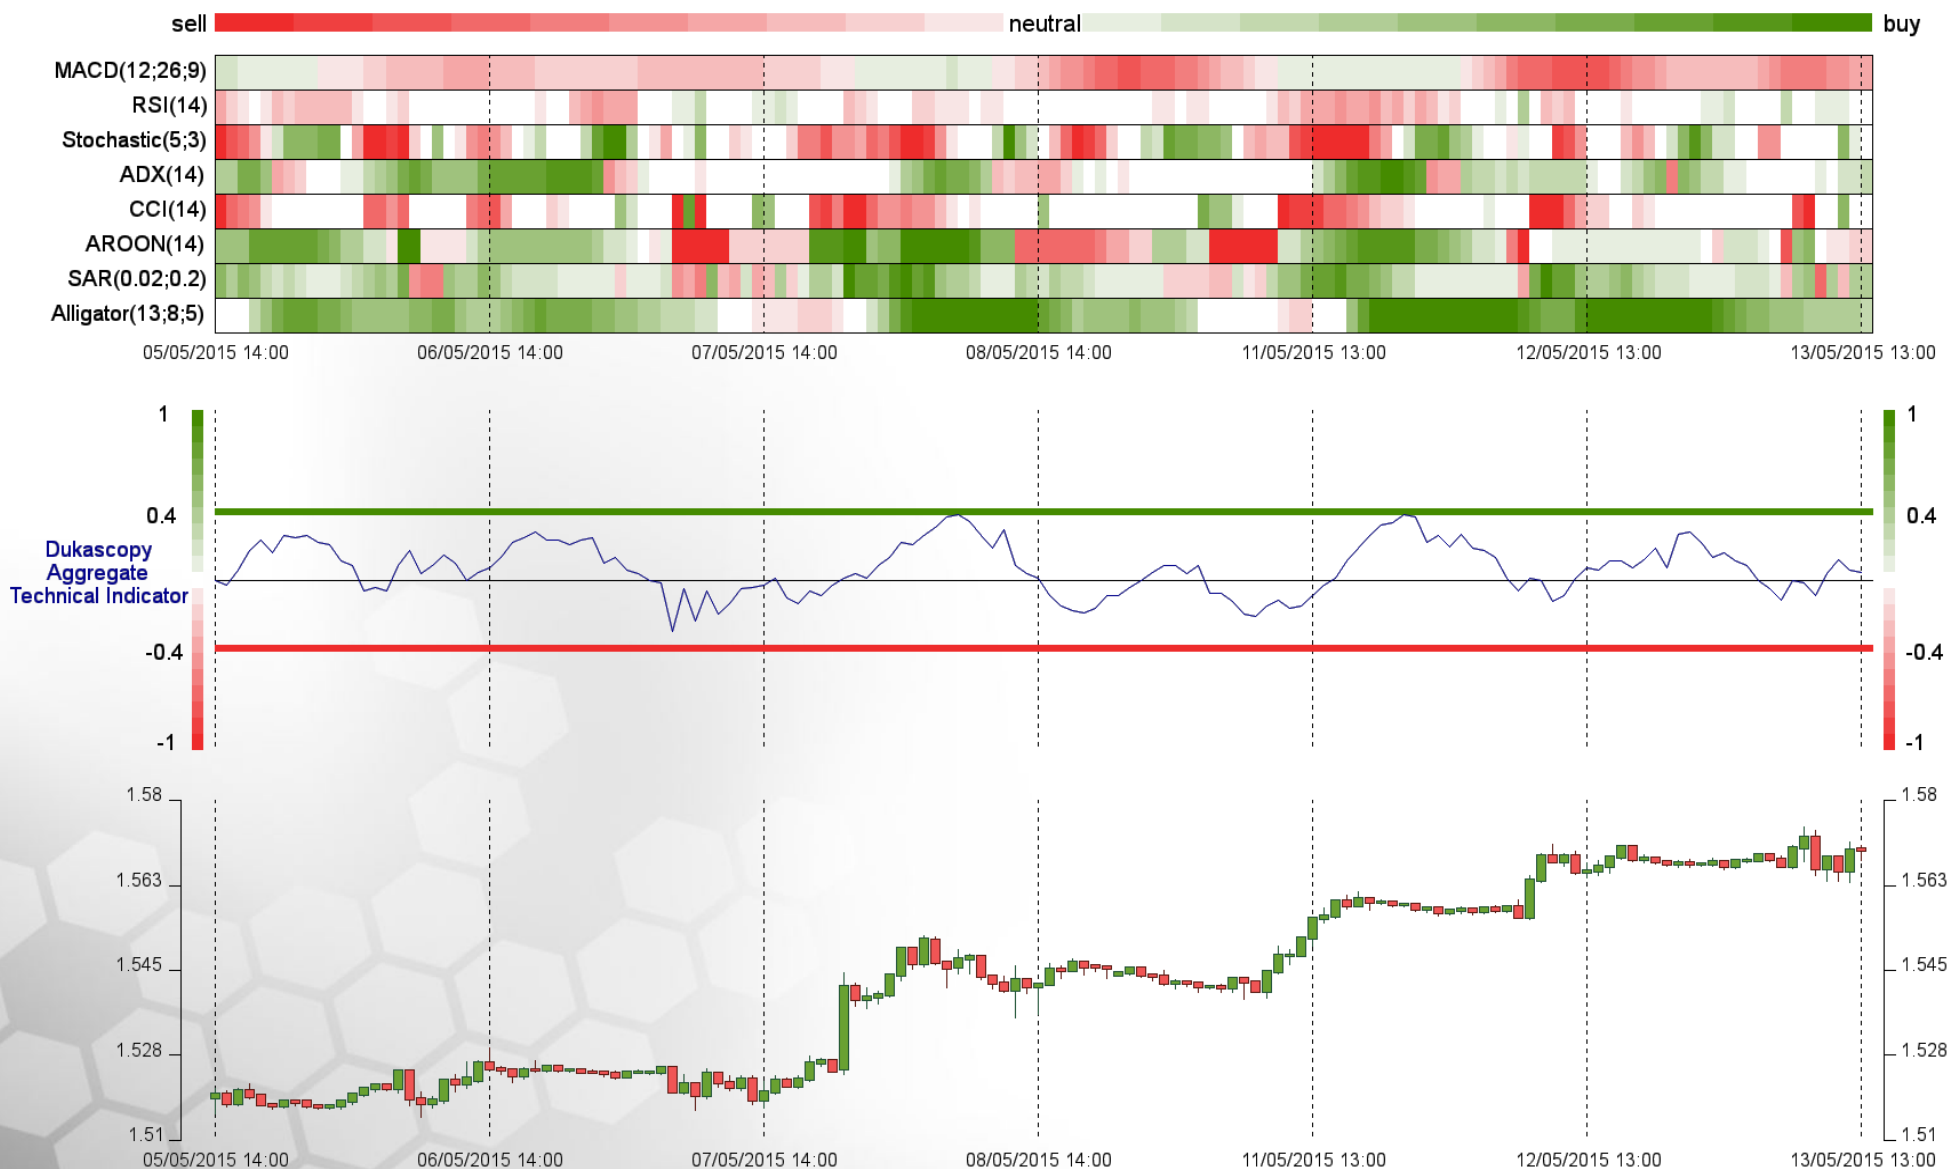 sell neutral buy
MACD(12;26;9)
RSI(14)
Stochastic(5;3)
ADX(14)
CCI(14)
AROON(14)
SAR(0.02;0.2)
Alligator(13;8;5)
05/05/2015 14:00 06/05/2015 14:00 07/05/2015 14:00 08/05/2015 14:00 11/05/2015 13:00 12/05/2015 13:00 13/05/2015 13:00
1 1
0.4 0.4
Dukascopy
Aggregate
Technical Indicator
-0.4 -0.4
-1 -1
1.58 1.58
1.563 1.563
1.545 1.545
1.528 1.528
1.51 1.51
05/05/2015 14:00 06/05/2015 14:00 07/05/2015 14:00 08/05/2015 14:00 11/05/2015 13:00 12/05/2015 13:00 13/05/2015 13:00